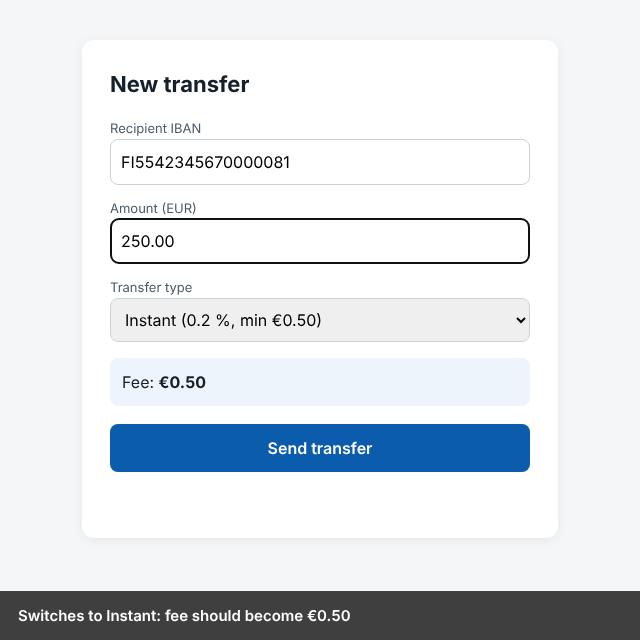 New transfer
Recipient IBAN
FI5542345670000081
Amount (EUR)
250.00
Transfer type
Instant (0.2 %, min €0.50)
Fee: €0.50
Send transfer
Switches to Instant: fee should become €0.50